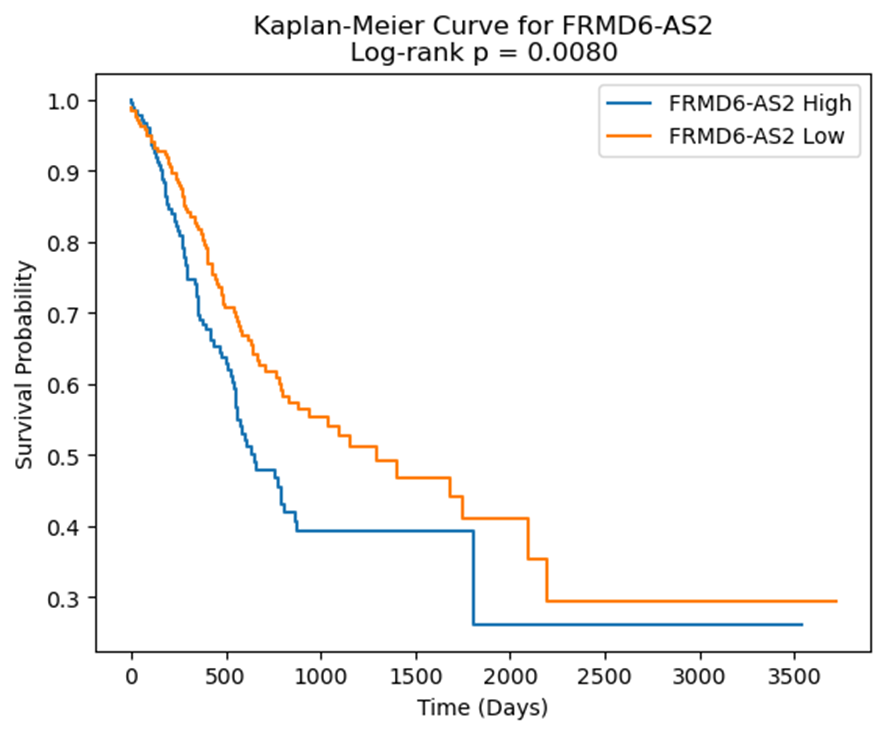 Kaplan-Meier Curve for FRMD6-AS2
Log-rank p = 0.0080
FRMD6-AS2 High
FRMD6-AS2 Low
Survival Probability
1.0
0.9
0.8
0.7
0.6
0.5
0.4
0.3
0 500 1000 1500 2000 2500 3000 3500
Time (Days)